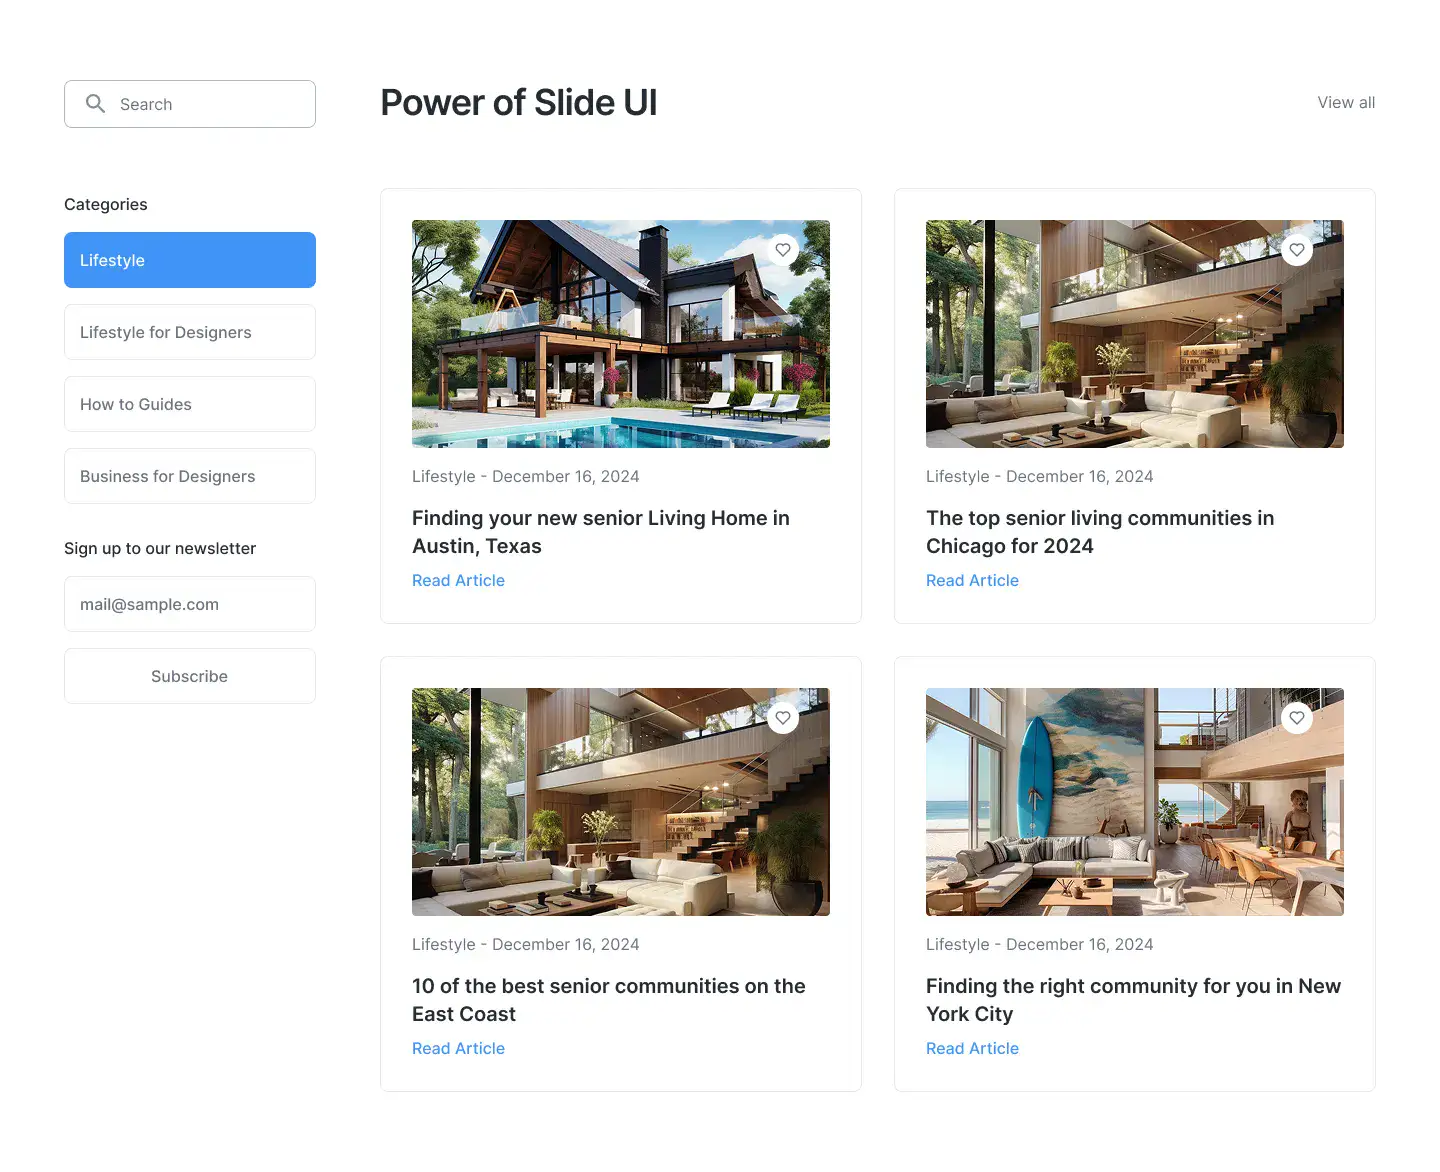 Search
Power of Slide UI
View all
Categories
Lifestyle
Lifestyle for Designers
How to Guides
Business for Designers
Sign up to our newsletter
mail@sample.com
Subscribe
Lifestyle - December 16, 2024
Finding your new senior Living Home in
Austin, Texas
Read Article
Lifestyle - December 16, 2024
The top senior living communities in
Chicago for 2024
Read Article
Lifestyle - December 16, 2024
10 of the best senior communities on the
East Coast
Read Article
Lifestyle - December 16, 2024
Finding the right community for you in New
York City
Read Article